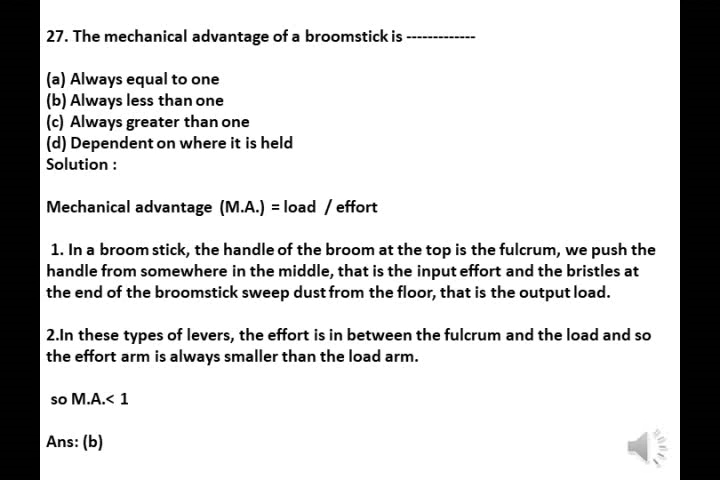 27. The mechanical advantage of a broomstick is -------------
(a) Always equal to one
(b) Always less than one
(c) Always greater than one
(d) Dependent on where it is held
Solution :
Mechanical advantage (M.A.) = load / effort
1. In a broom stick, the handle of the broom at the top is the fulcrum, we push the
handle from somewhere in the middle, that is the input effort and the bristles at
the end of the broomstick sweep dust from the floor, that is the output load.
2.In these types of levers, the effort is in between the fulcrum and the load and so
the effort arm is always smaller than the load arm.
so M.A.< 1
Ans: (b)